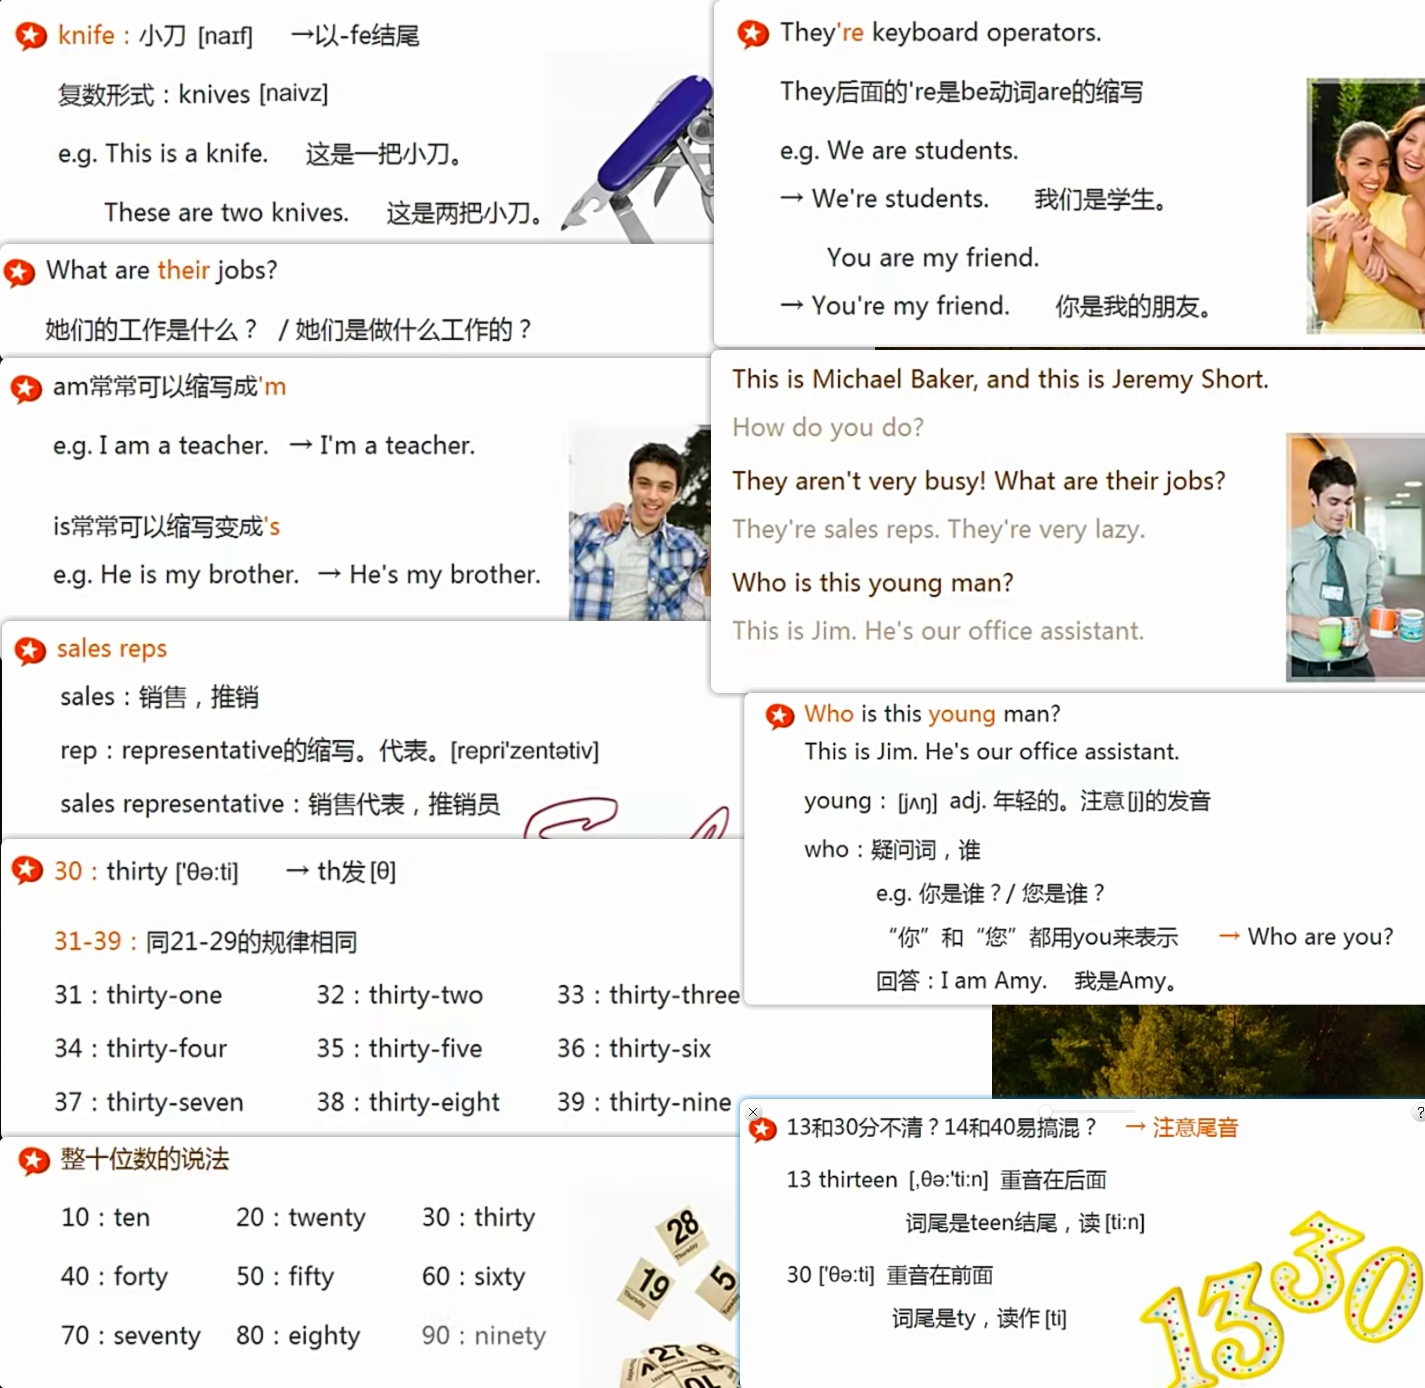 knife：小刀 [naɪf] →以-fe结尾
复数形式：knives [naivz]
e.g. This is a knife. 这是一把小刀。
These are two knives. 这是两把小刀。
What are their jobs?
她们的工作是什么？ / 她们是做什么工作的？
am常常可以缩写成'm
e.g. I am a teacher. → I'm a teacher.
is常常可以缩写变成's
e.g. He is my brother. → He's my brother.
sales reps
sales：销售，推销
rep：representative的缩写。代表。[repri'zentətiv]
sales representative：销售代表，推销员
30：thirty ['θə:ti] → th发[θ]
31-39：同21-29的规律相同
31：thirty-one 32：thirty-two 33：thirty-three
34：thirty-four 35：thirty-five 36：thirty-six
37：thirty-seven 38：thirty-eight 39：thirty-nine
整十位数的说法
10：ten 20：twenty 30：thirty
40：forty 50：fifty 60：sixty
70：seventy 80：eighty 90：ninety
28
Thursday
19
Thursday
5
27
9
They're keyboard operators.
They后面的're是be动词are的缩写
e.g. We are students.
→ We're students. 我们是学生。
You are my friend.
→ You're my friend. 你是我的朋友。
This is Michael Baker, and this is Jeremy Short.
How do you do?
They aren't very busy! What are their jobs?
They're sales reps. They're very lazy.
Who is this young man?
This is Jim. He's our office assistant.
Who is this young man?
This is Jim. He's our office assistant.
young：[jʌŋ] adj. 年轻的。注意[j]的发音
who：疑问词，谁
e.g. 你是谁？/ 您是谁？
“你”和“您”都用you来表示 → Who are you?
回答：I am Amy. 我是Amy。
13和30分不清？14和40易搞混？ → 注意尾音
13 thirteen [,θə:'ti:n] 重音在后面
词尾是teen结尾，读[ti:n]
30 ['θə:ti] 重音在前面
词尾是ty，读作[ti]
13 30